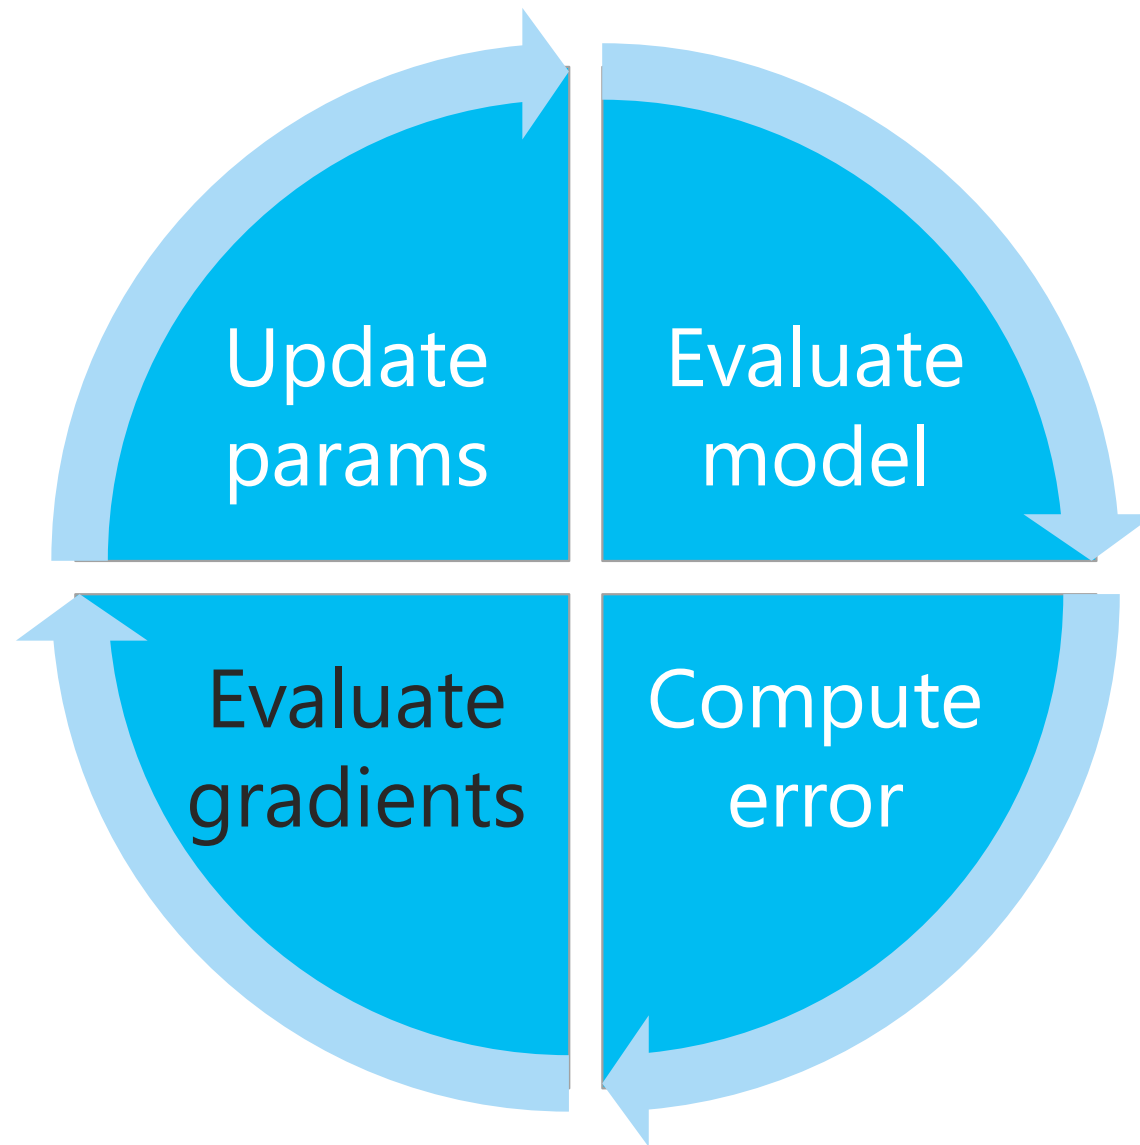 Update
params
Evaluate
model
Evaluate
gradients
Compute
error